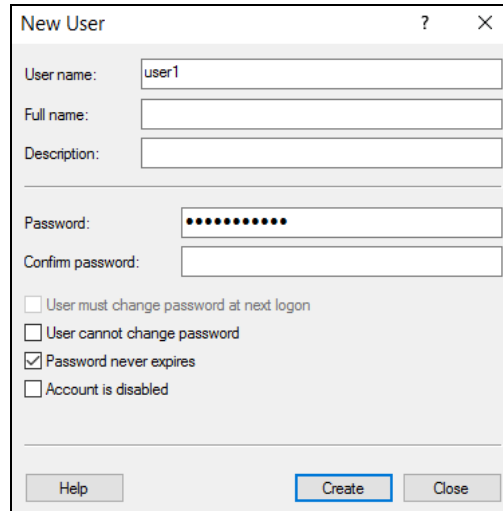 New User ? ×
User name: user1
Full name:
Description:
Password: •••••••••••
Confirm password:
User must change password at next logon
User cannot change password
Password never expires
Account is disabled
Help Create Close